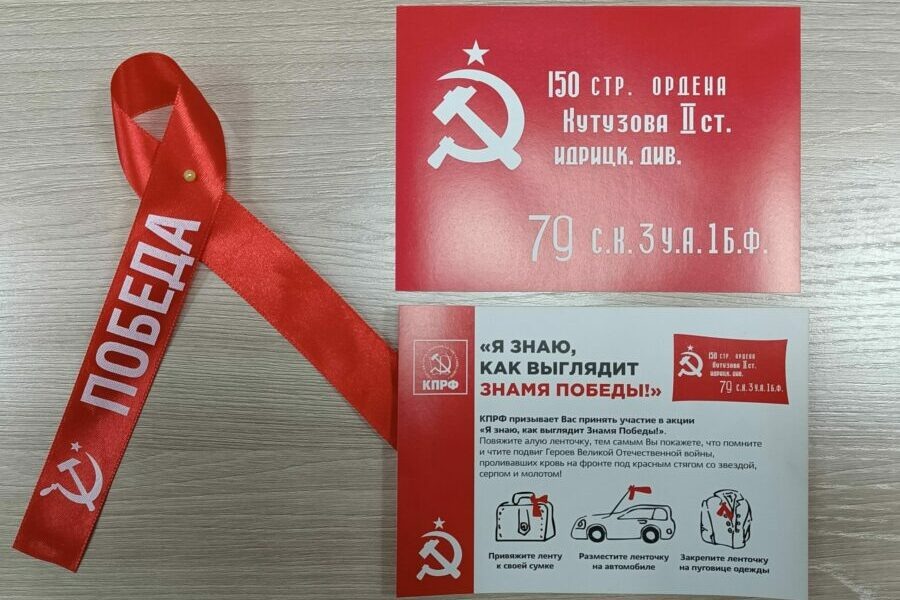 ПОБЕДА
150 СТР. ОРДЕНА
Кутузова II ст.
идрицк. див.
79 С.К. 3 У.А. 1 Б.Ф.
КПРФ
«Я ЗНАЮ,
КАК ВЫГЛЯДИТ
ЗНАМЯ ПОБЕДЫ!»
150 СТР. ОРДЕНА
Кутузова II ст.
идрицк. див.
79 С.К. 3 У.А. 1 Б.Ф.
КПРФ призывает Вас принять участие в акции
«Я знаю, как выглядит Знамя Победы!».
Повяжите алую ленточку, тем самым Вы покажете, что помните
и чтите подвиг Героев Великой Отечественной войны,
проливавших кровь на фронте под красным стягом со звездой,
серпом и молотом!
Привяжите ленту
к своей сумке
Разместите ленточку
на автомобиле
Закрепите ленточку
на пуговице одежды